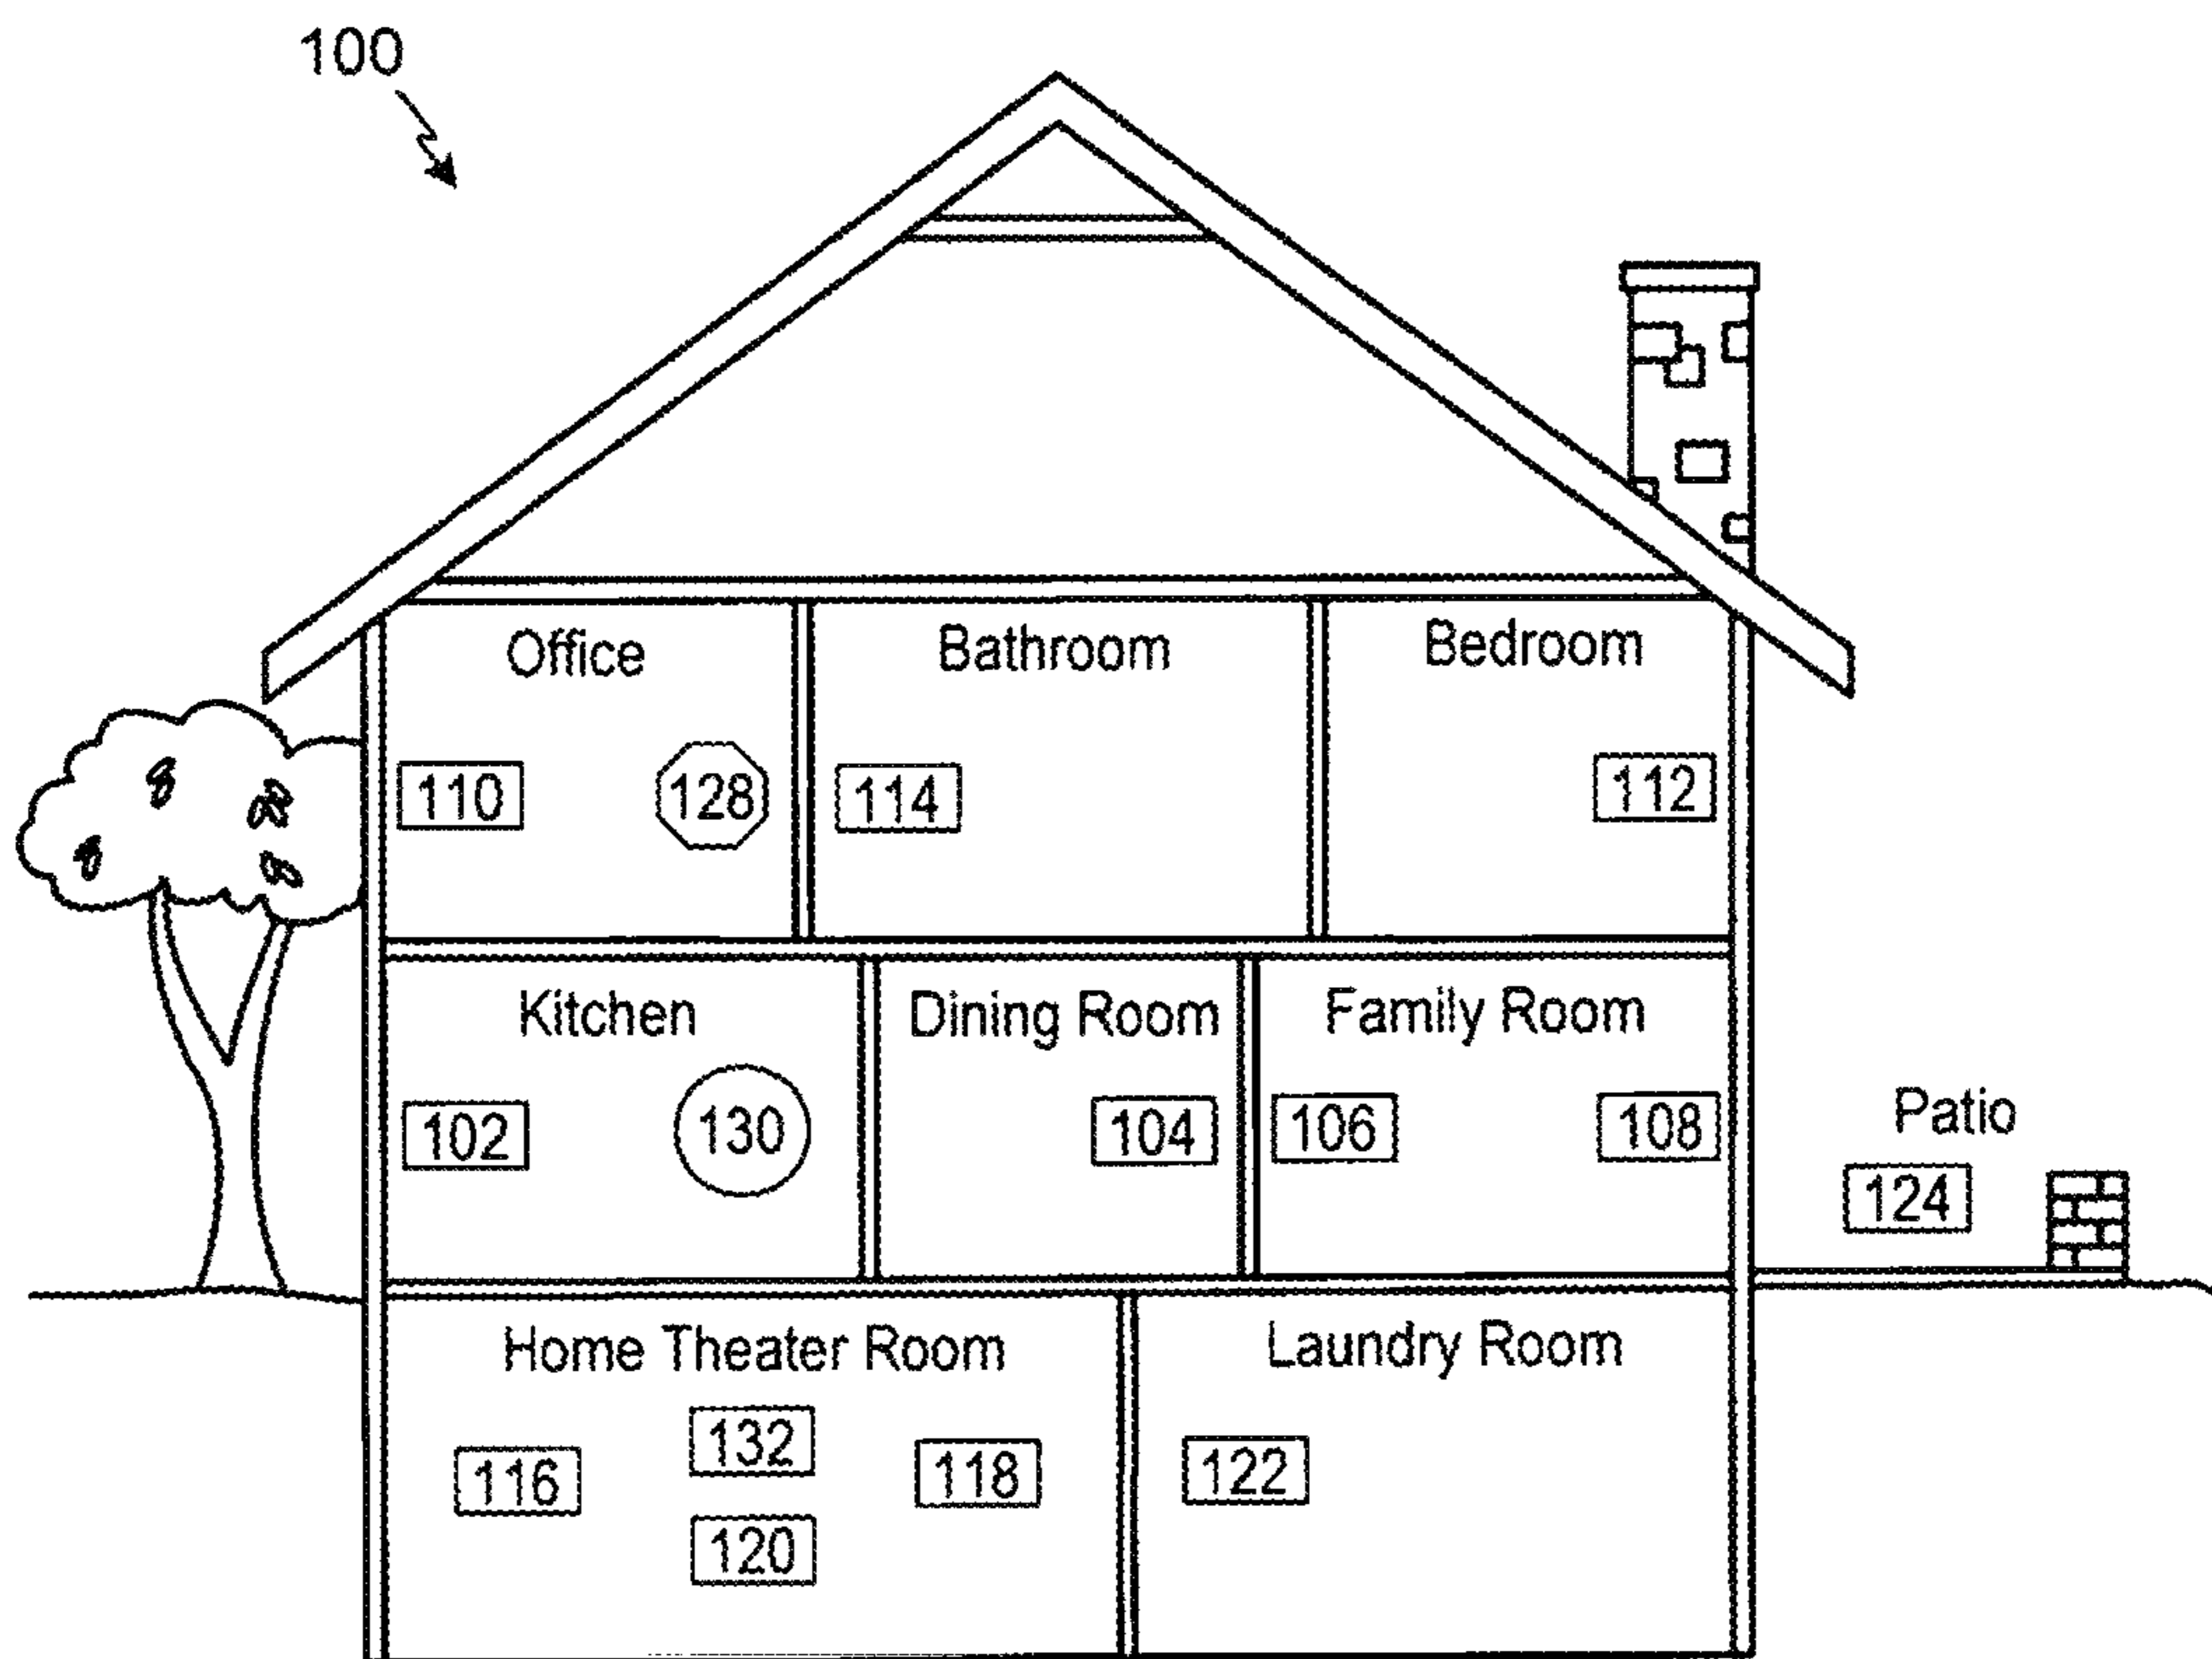 100
Office
Bathroom
Bedroom
110
128
114
112
Kitchen
Dining Room
Family Room
102
130
104
106
108
Patio
124
Home Theater Room
Laundry Room
132
116
118
122
120